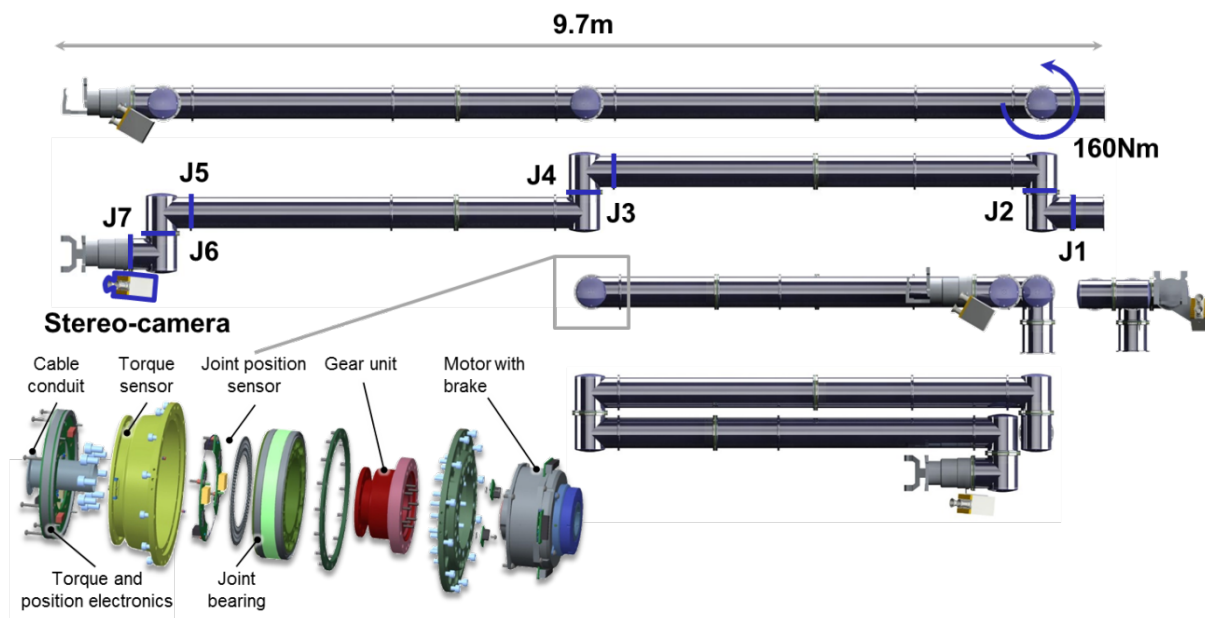 9.7m
160Nm
J5
J4
J7
J3
J2
J6
J1
Stereo-camera
Cable
conduit
Torque
sensor
Joint position
sensor
Gear unit
Motor with
brake
Torque and
position electronics
Joint
bearing